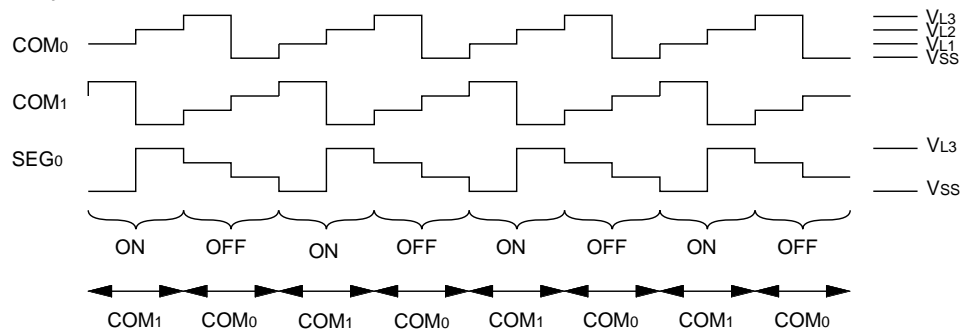 VL3
VL2
COM0
VL1
VSS
COM1
SEG0
VL3
VSS
ON OFF ON OFF ON OFF ON OFF
COM1 COM0 COM1 COM0 COM1 COM0 COM1 COM0